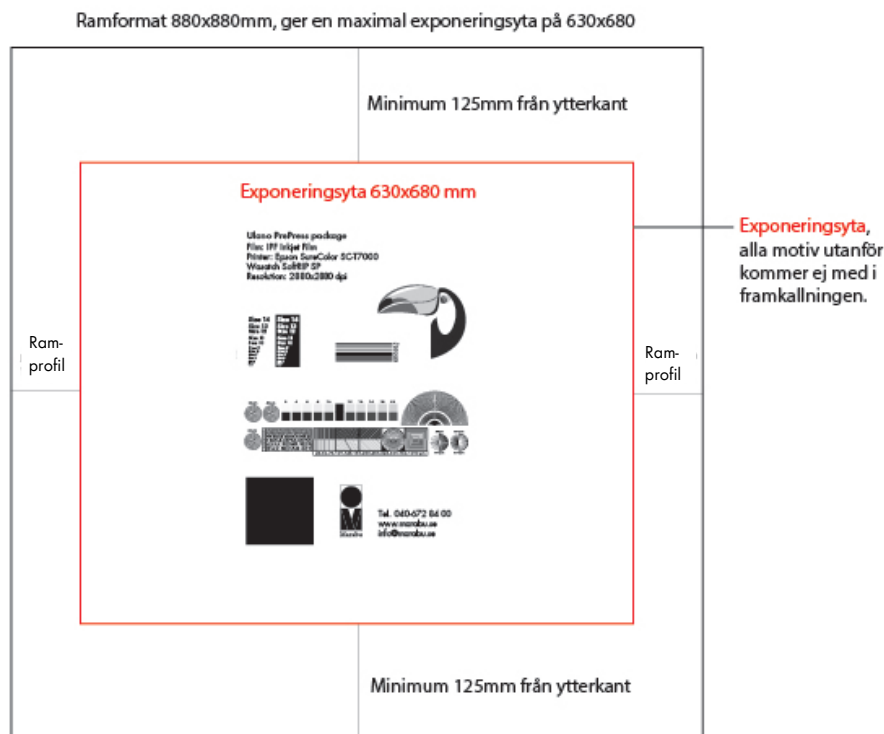 Ramformat 880x880mm, ger en maximal exponeringsyta på 630x680
Minimum 125mm från ytterkant
Exponeringsyta 630x680 mm
Exponeringsyta,
alla motiv utanför
kommer ej med i
framkallningen.
Ulano PrePress package
Film: IPF Inkjet Film
Printer: Epson SureColor SC-T7000
Wasatch SoftRIP SP
Resolution: 2880x2880 dpi
Ram-
profil
Ram-
profil
Tel. 040-672 84 00
www.marabu.se
info@marabu.se
Marabu
Minimum 125mm från ytterkant